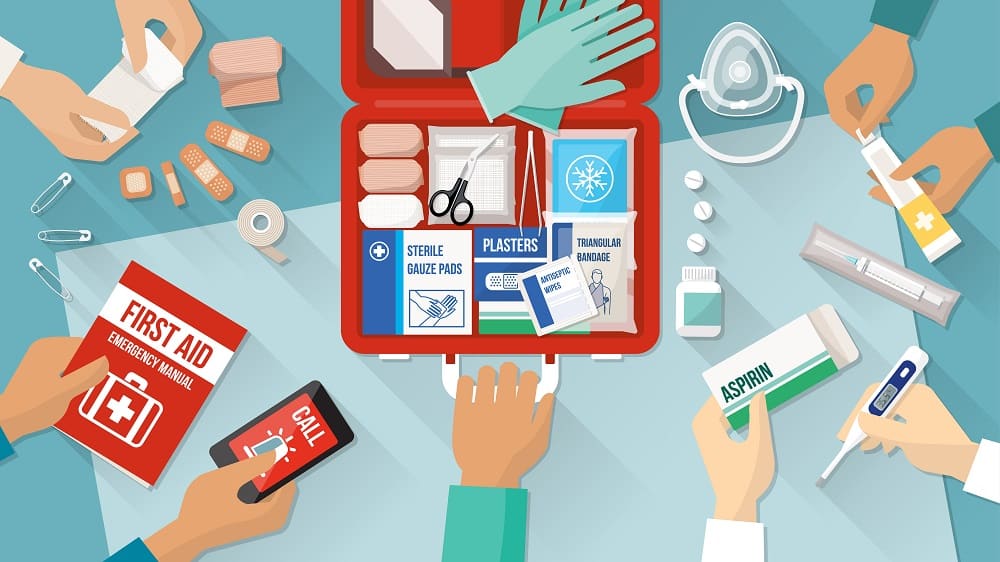 STERILE
GAUZE PADS
PLASTERS
TRIANGULAR
BANDAGE
ANTISEPTIC
WIPES
FIRST AID
EMERGENCY MANUAL
CALL
ASPIRIN